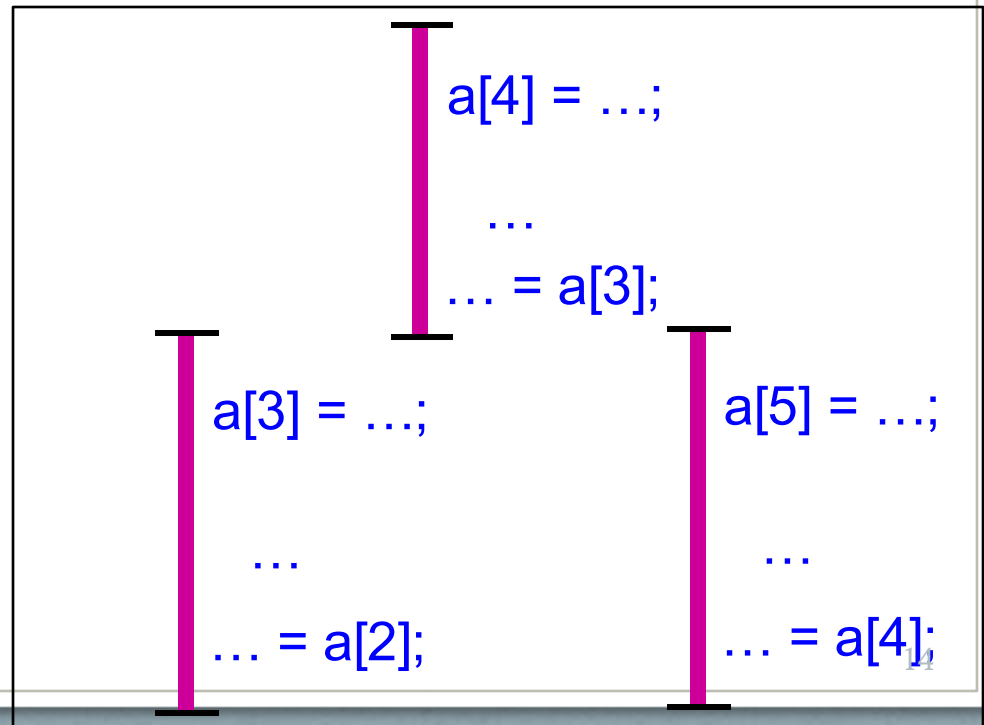 a[4] = …;
…
… = a[3];
a[3] = …;
…
… = a[2];
a[5] = …;
…
… = a[4];
14